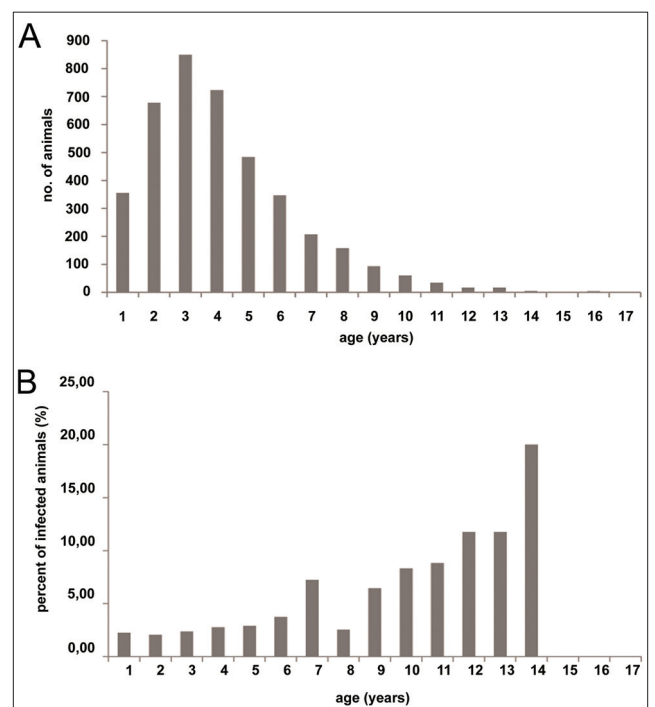 A
900
800
700
600
500
400
300
200
100
0
no. of animals
1 2 3 4 5 6 7 8 9 10 11 12 13 14 15 16 17
age (years)
B
25,00
20,00
15,00
10,00
5,00
0,00
percent of infected animals (%)
1 2 3 4 5 6 7 8 9 10 11 12 13 14 15 16 17
age (years)